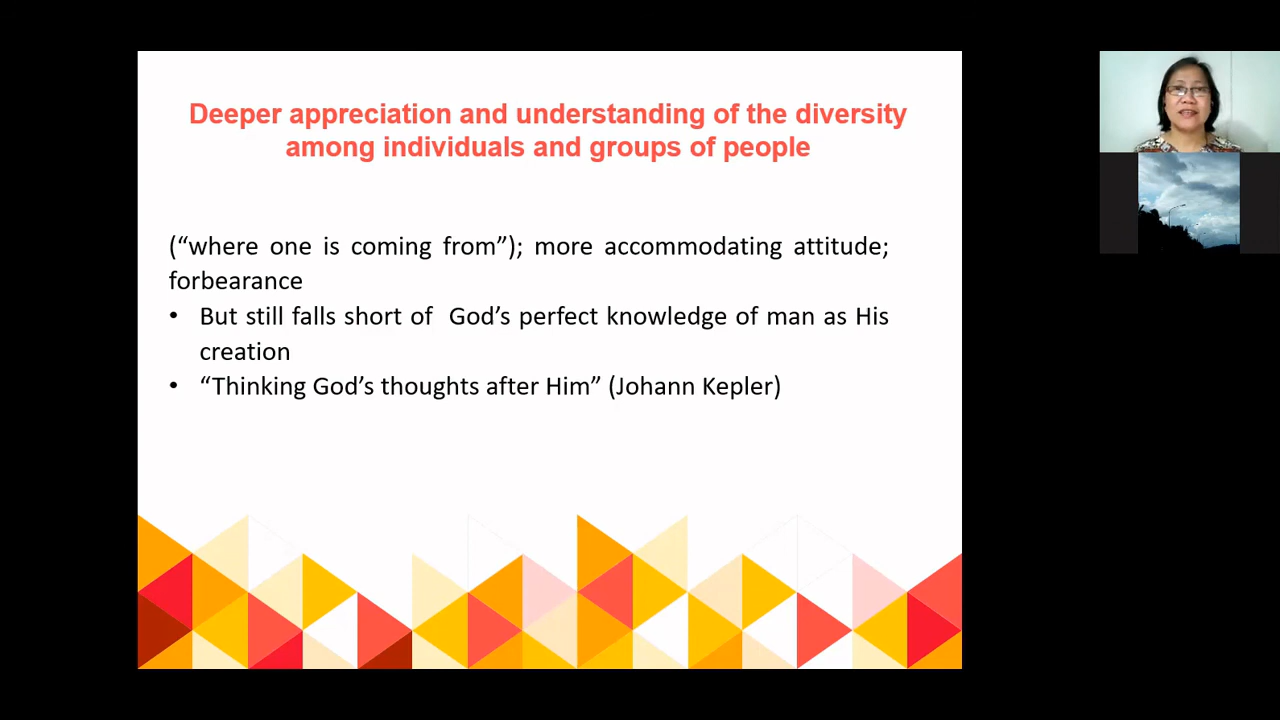 Deeper appreciation and understanding of the diversity
among individuals and groups of people
(“where one is coming from”); more accommodating attitude;
forbearance
• But still falls short of God’s perfect knowledge of man as His
creation
• “Thinking God’s thoughts after Him” (Johann Kepler)